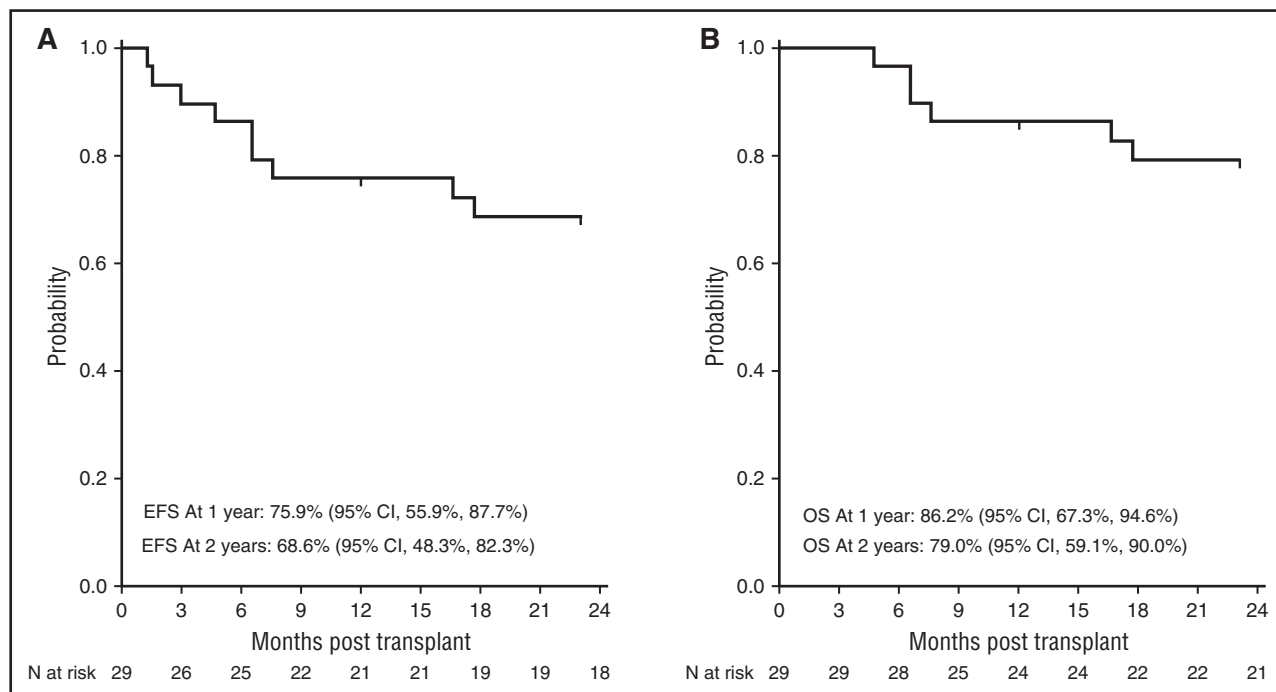 A
1.0
0.8
0.6
0.4
0.2
0.0
Probability
EFS At 1 year: 75.9% (95% CI, 55.9%, 87.7%)
EFS At 2 years: 68.6% (95% CI, 48.3%, 82.3%)
0 3 6 9 12 15 18 21 24
Months post transplant
N at risk 29 26 25 22 21 21 19 19 18
B
1.0
0.8
0.6
0.4
0.2
0.0
Probability
OS At 1 year: 86.2% (95% CI, 67.3%, 94.6%)
OS At 2 years: 79.0% (95% CI, 59.1%, 90.0%)
0 3 6 9 12 15 18 21 24
Months post transplant
N at risk 29 29 28 25 24 24 22 22 21